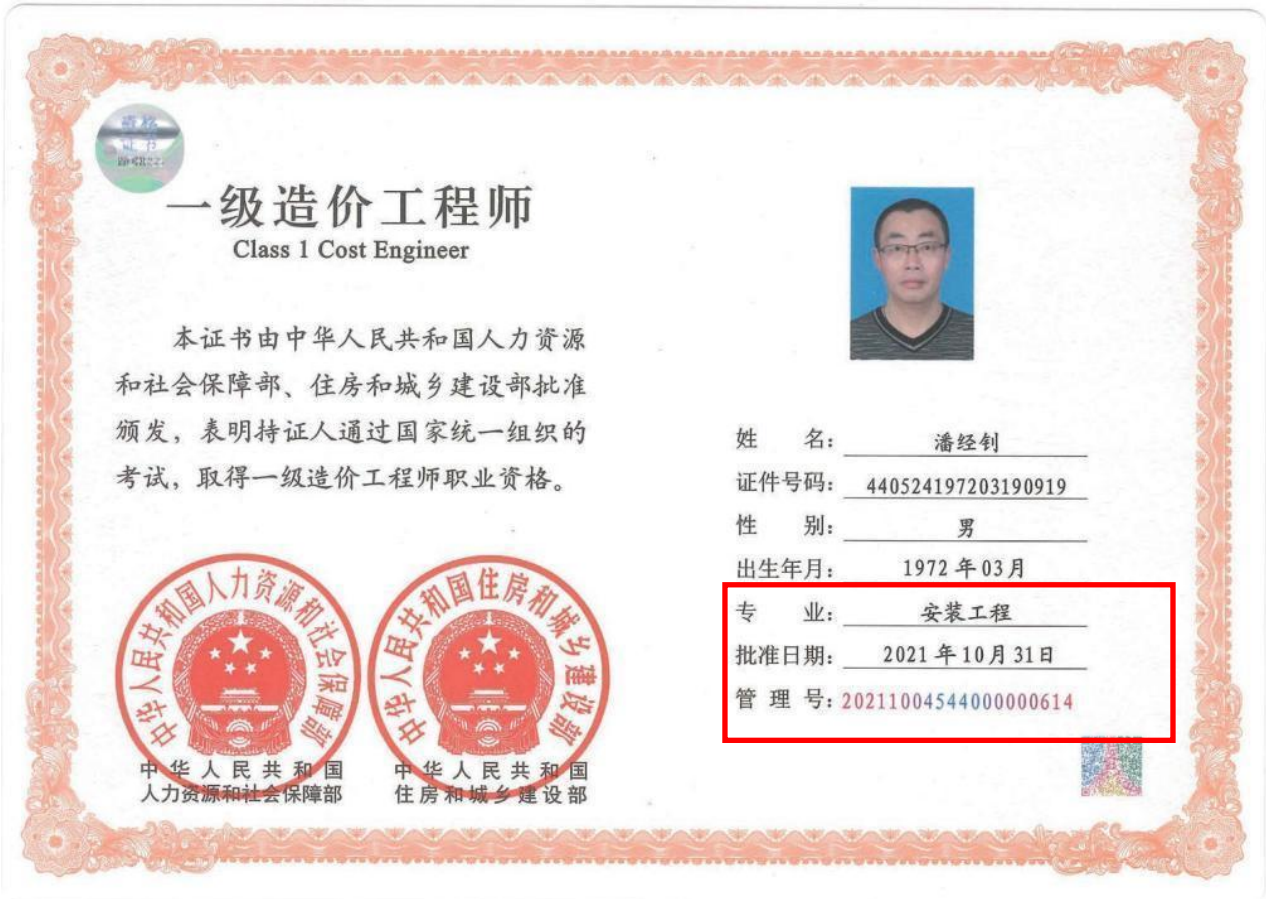 资格
证书
一级造价工程师
Class 1 Cost Engineer
本证书由中华人民共和国人力资源
和社会保障部、住房和城乡建设部批准
颁发，表明持证人通过国家统一组织的
考试，取得一级造价工程师职业资格。
中华人民共和国人力资源和社会保障部
中华人民共和国住房和城乡建设部
中华人民共和国
人力资源和社会保障部
中华人民共和国
住房和城乡建设部
姓 名： 潘经钊
证件号码： 440524197203190919
性 别： 男
出生年月： 1972 年 03 月
专 业： 安装工程
批准日期： 2021 年 10 月 31 日
管 理 号：20211004544000000614